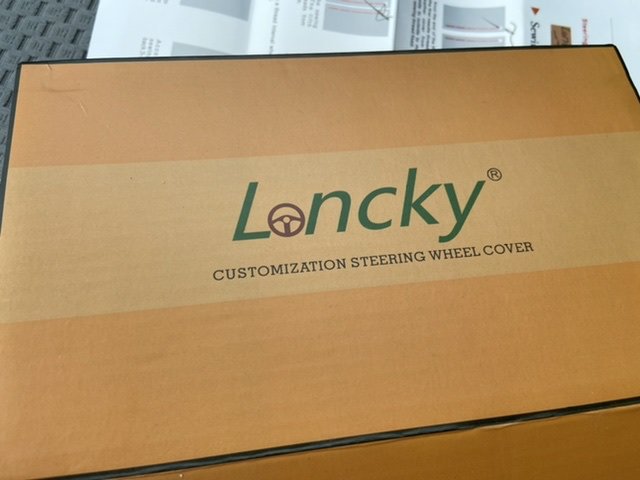 Loncky®
CUSTOMIZATION STEERING WHEEL COVER